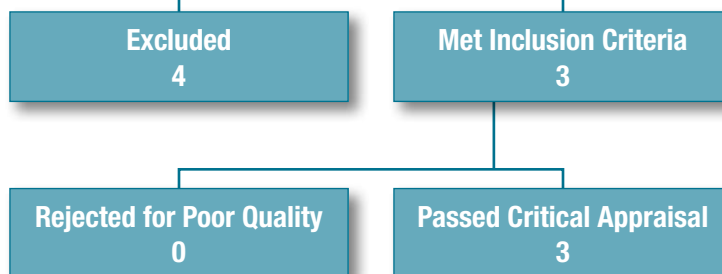 Excluded
4
Met Inclusion Criteria
3
Rejected for Poor Quality
0
Passed Critical Appraisal
3